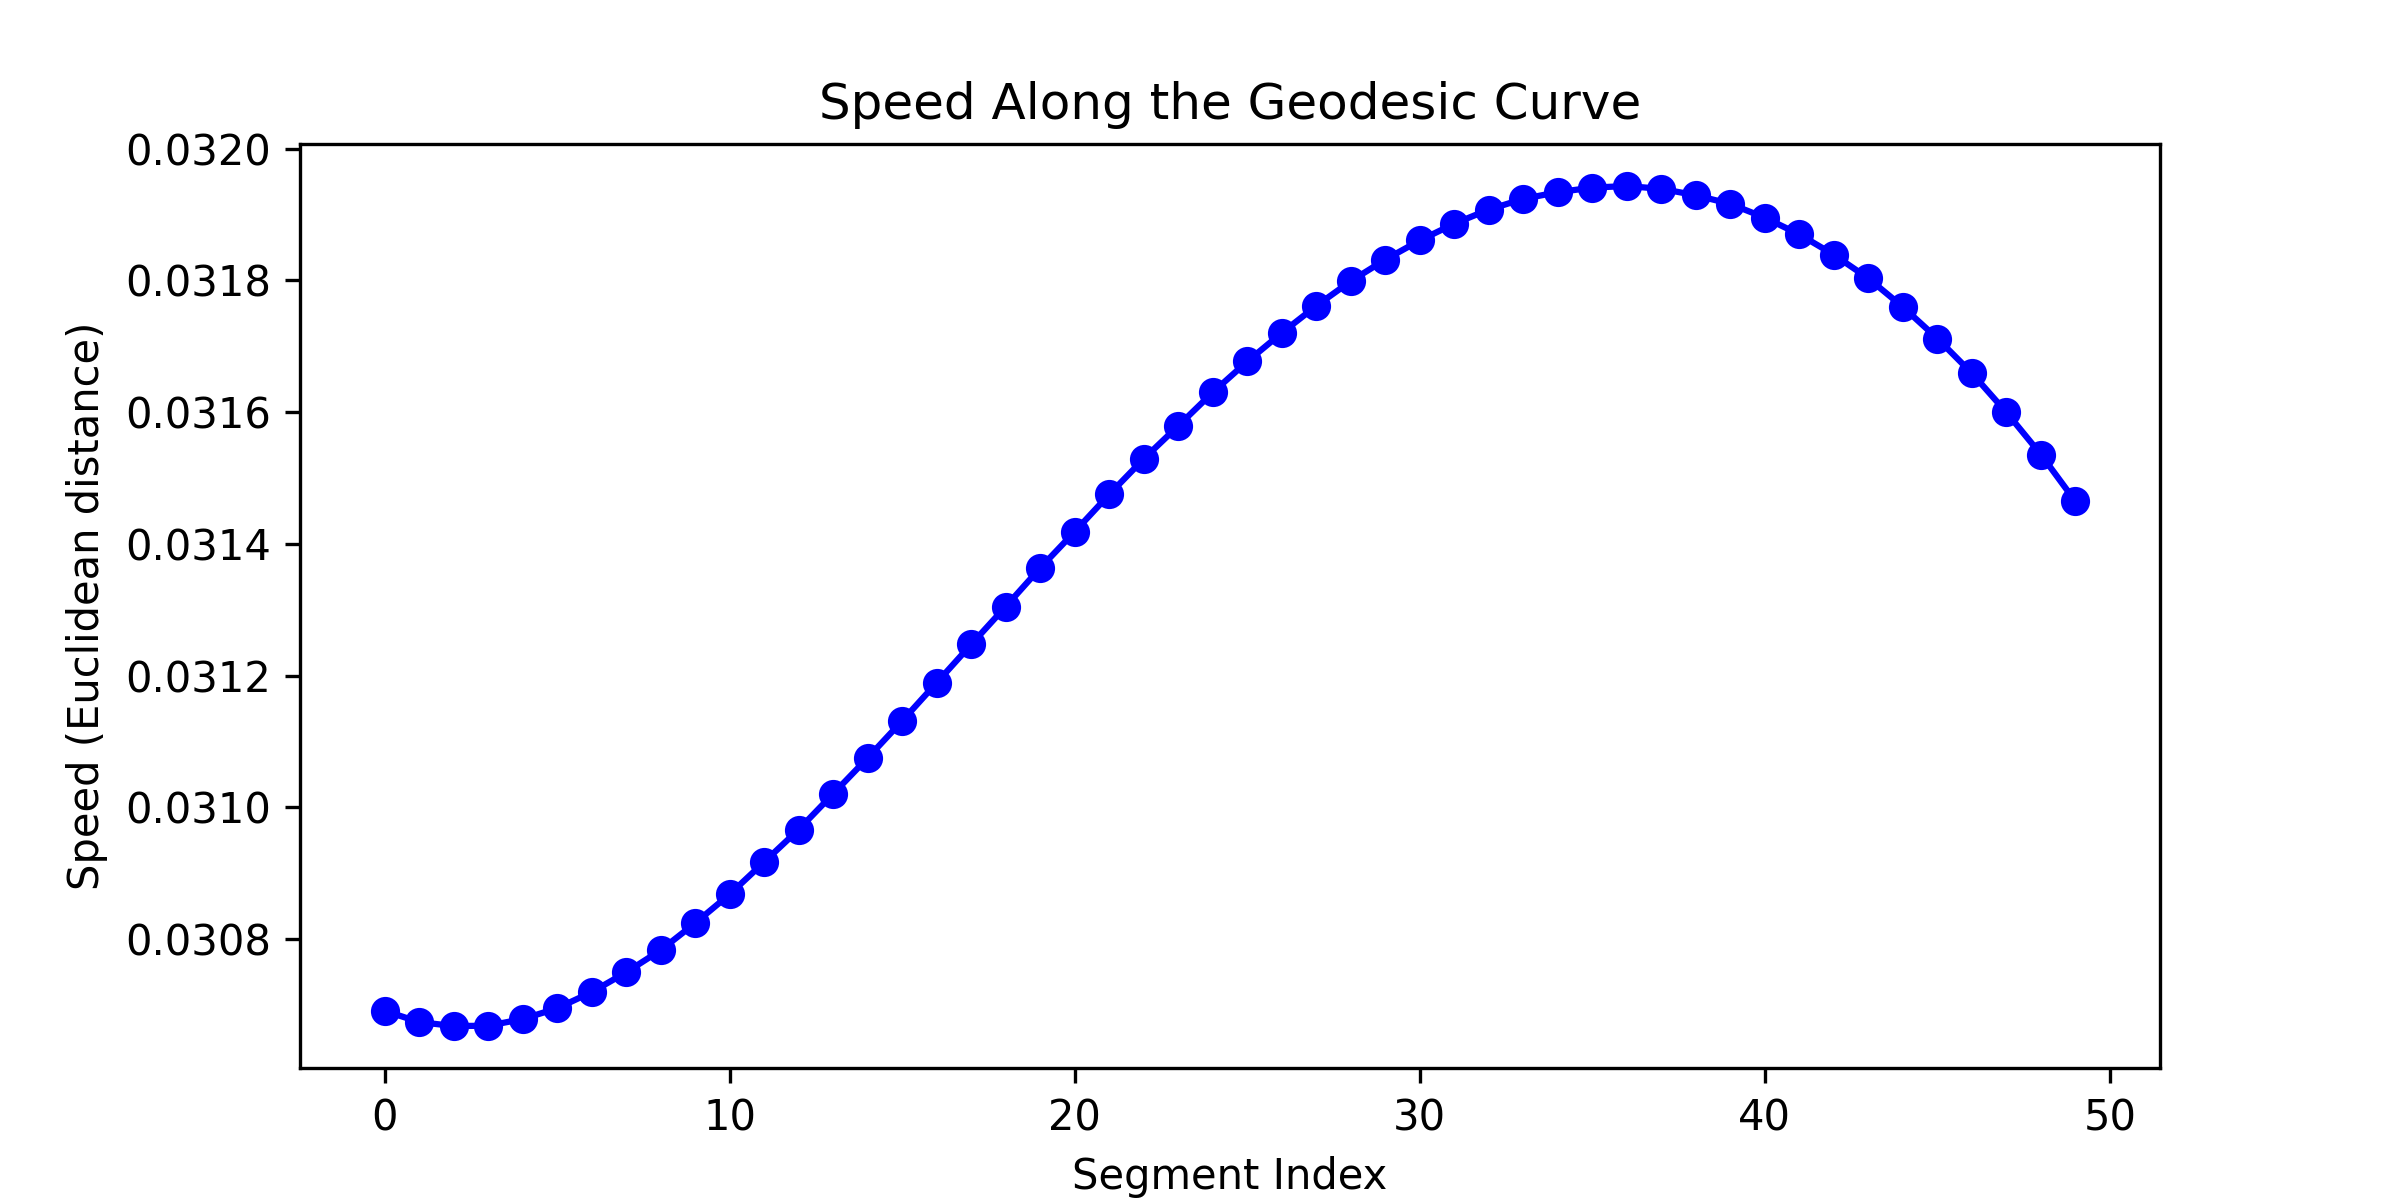 Speed Along the Geodesic Curve
0.0320
0.0318
0.0316
0.0314
0.0312
0.0310
0.0308
Speed (Euclidean distance)
0 10 20 30 40 50
Segment Index